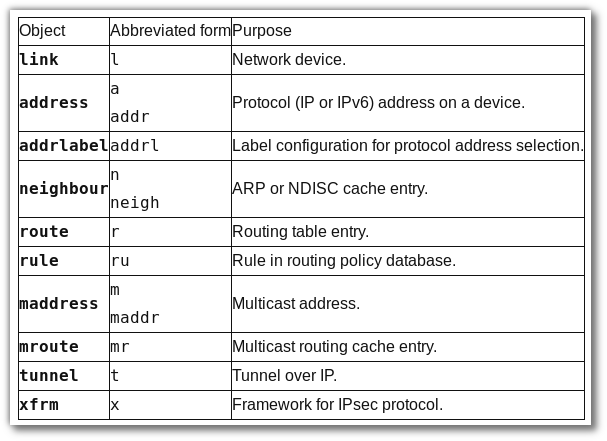 Object Abbreviated form Purpose
link l Network device.
address a addr Protocol (IP or IPv6) address on a device.
addrlabel addrl Label configuration for protocol address selection.
neighbour n neigh ARP or NDISC cache entry.
route r Routing table entry.
rule ru Rule in routing policy database.
maddress m maddr Multicast address.
mroute mr Multicast routing cache entry.
tunnel t Tunnel over IP.
xfrm x Framework for IPsec protocol.